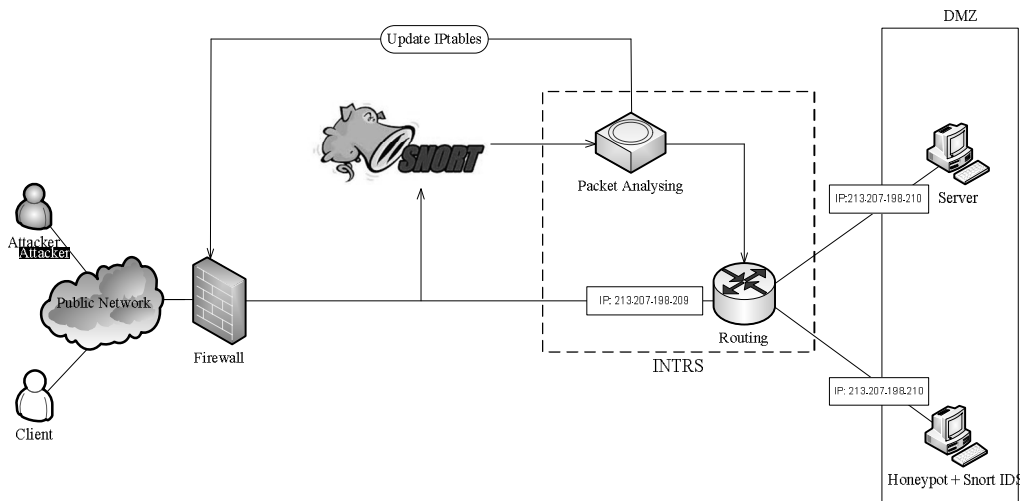 DMZ
Update IPtables
SNORT
Packet Analysing
IP:213-207-198-210
Server
Attacker
Attacker
Public Network
IP: 213-207-198-209
Firewall
Routing
INTRS
IP: 213-207-198-210
Client
Honeypot + Snort IDS